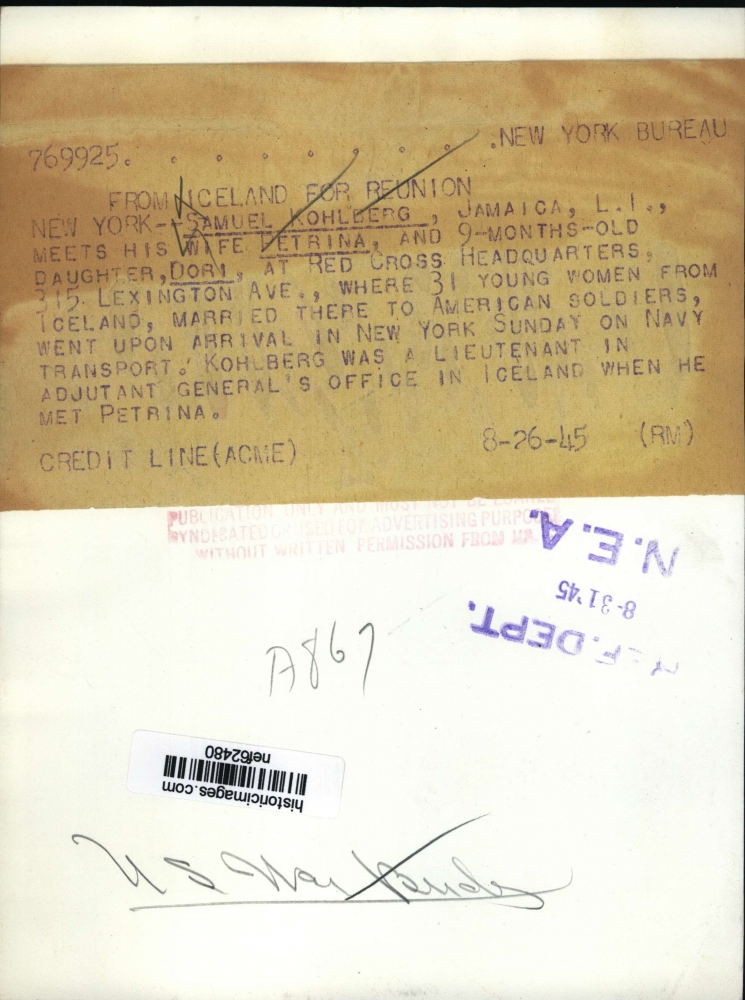 769925. . . . . . . . .NEW YORK BUREAU
FROM ICELAND FOR REUNION
NEW YORK--SAMUEL KOHLBERG, JAMAICA, L.I.,
MEETS HIS WIFE PETRINA, AND 9-MONTHS-OLD
DAUGHTER, DORI, AT RED CROSS HEADQUARTERS,
315 LEXINGTON AVE., WHERE 31 YOUNG WOMEN FROM
ICELAND, MARRIED THERE TO AMERICAN SOLDIERS,
WENT UPON ARRIVAL IN NEW YORK SUNDAY ON NAVY
TRANSPORT. KOHLBERG WAS A LIEUTENANT IN
ADJUTANT GENERAL'S OFFICE IN ICELAND WHEN HE
MET PETRINA.
CREDIT LINE(ACME) 8-26-45 (RM)
PUBLICATION ONLY AND MUST NOT BE LOANED
SYNDICATED OR USED FOR ADVERTISING PURPOSE
WITHOUT WRITTEN PERMISSION FROM
N.E.A.
8-31'45
REF. DEPT.
A867
historicimages.com
nef62480
U S War